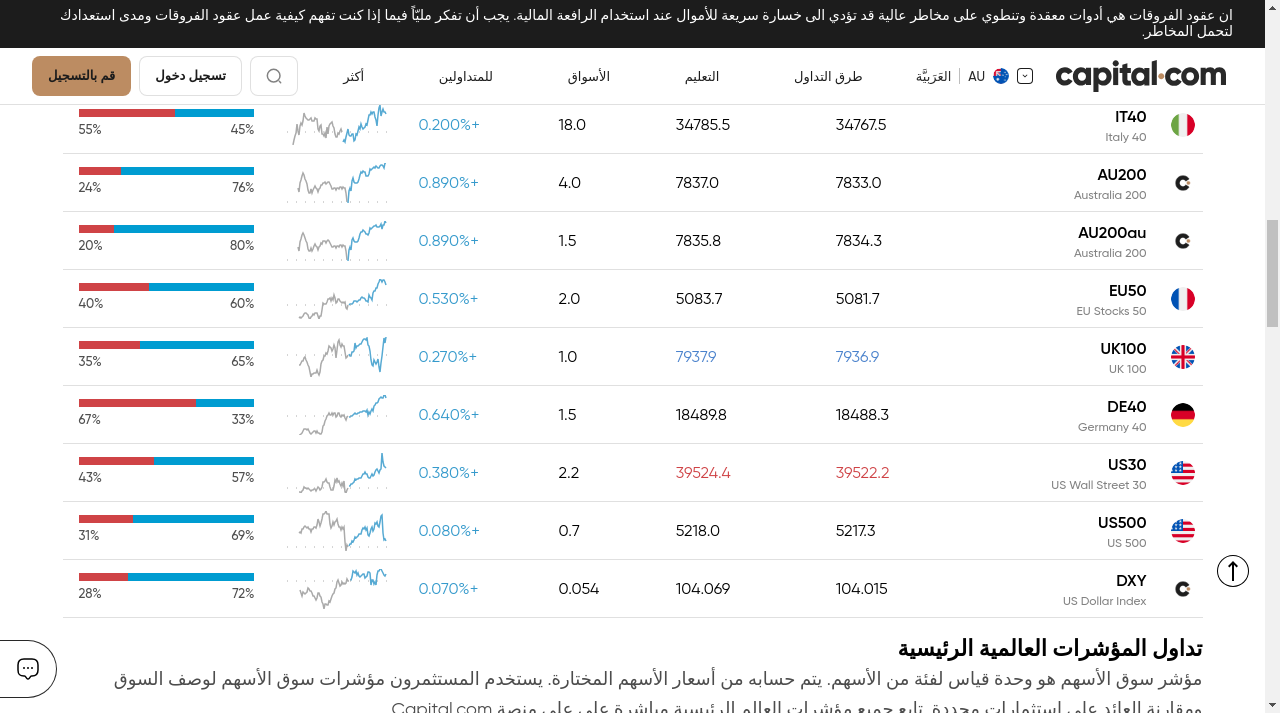 ان عقود الفروقات هي أدوات معقدة وتنطوي على مخاطر عالية قد تؤدي الى خسارة سريعة للأموال عند استخدام الرافعة المالية. يجب أن تفكر مليّاً فيما إذا كنت تفهم كيفية عمل عقود الفروقات ومدى استعدادك
لتحمل المخاطر.
capital.com AU العَرَبيَّة طرق التداول التعليم الأسواق للمتداولين أكثر تسجيل دخول قم بالتسجيل
IT40 34767.5 34785.5 18.0 0.200%+
Italy 40 45% 55%
AU200 7833.0 7837.0 4.0 0.890%+
Australia 200 76% 24%
AU200au 7834.3 7835.8 1.5 0.890%+
Australia 200 80% 20%
EU50 5081.7 5083.7 2.0 0.530%+
EU Stocks 50 60% 40%
UK100 7936.9 7937.9 1.0 0.270%+
UK 100 65% 35%
DE40 18488.3 18489.8 1.5 0.640%+
Germany 40 33% 67%
US30 39522.2 39524.4 2.2 0.380%+
US Wall Street 30 57% 43%
US500 5217.3 5218.0 0.7 0.080%+
US 500 69% 31%
DXY 104.015 104.069 0.054 0.070%+
US Dollar Index 72% 28%
تداول المؤشرات العالمية الرئيسية
مؤشر سوق الأسهم هو وحدة قياس لفئة من الأسهم. يتم حسابه من أسعار الأسهم المختارة. يستخدم المستثمرون مؤشرات سوق الأسهم لوصف السوق
ومقارنة العائد على استثمارات محددة. تابع جميع مؤشرات العالم الرئيسية مباشرة على على منصة Capital.com